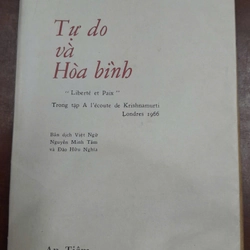 Tự do
và
Hòa bình
" Liberté et Paix "
Trong tập A l'écoute de Krishnamurti
Londres 1966
Bản dịch Việt Ngữ
Nguyễn Minh Tâm
và Đào Hữu Nghĩa
An Tiêm